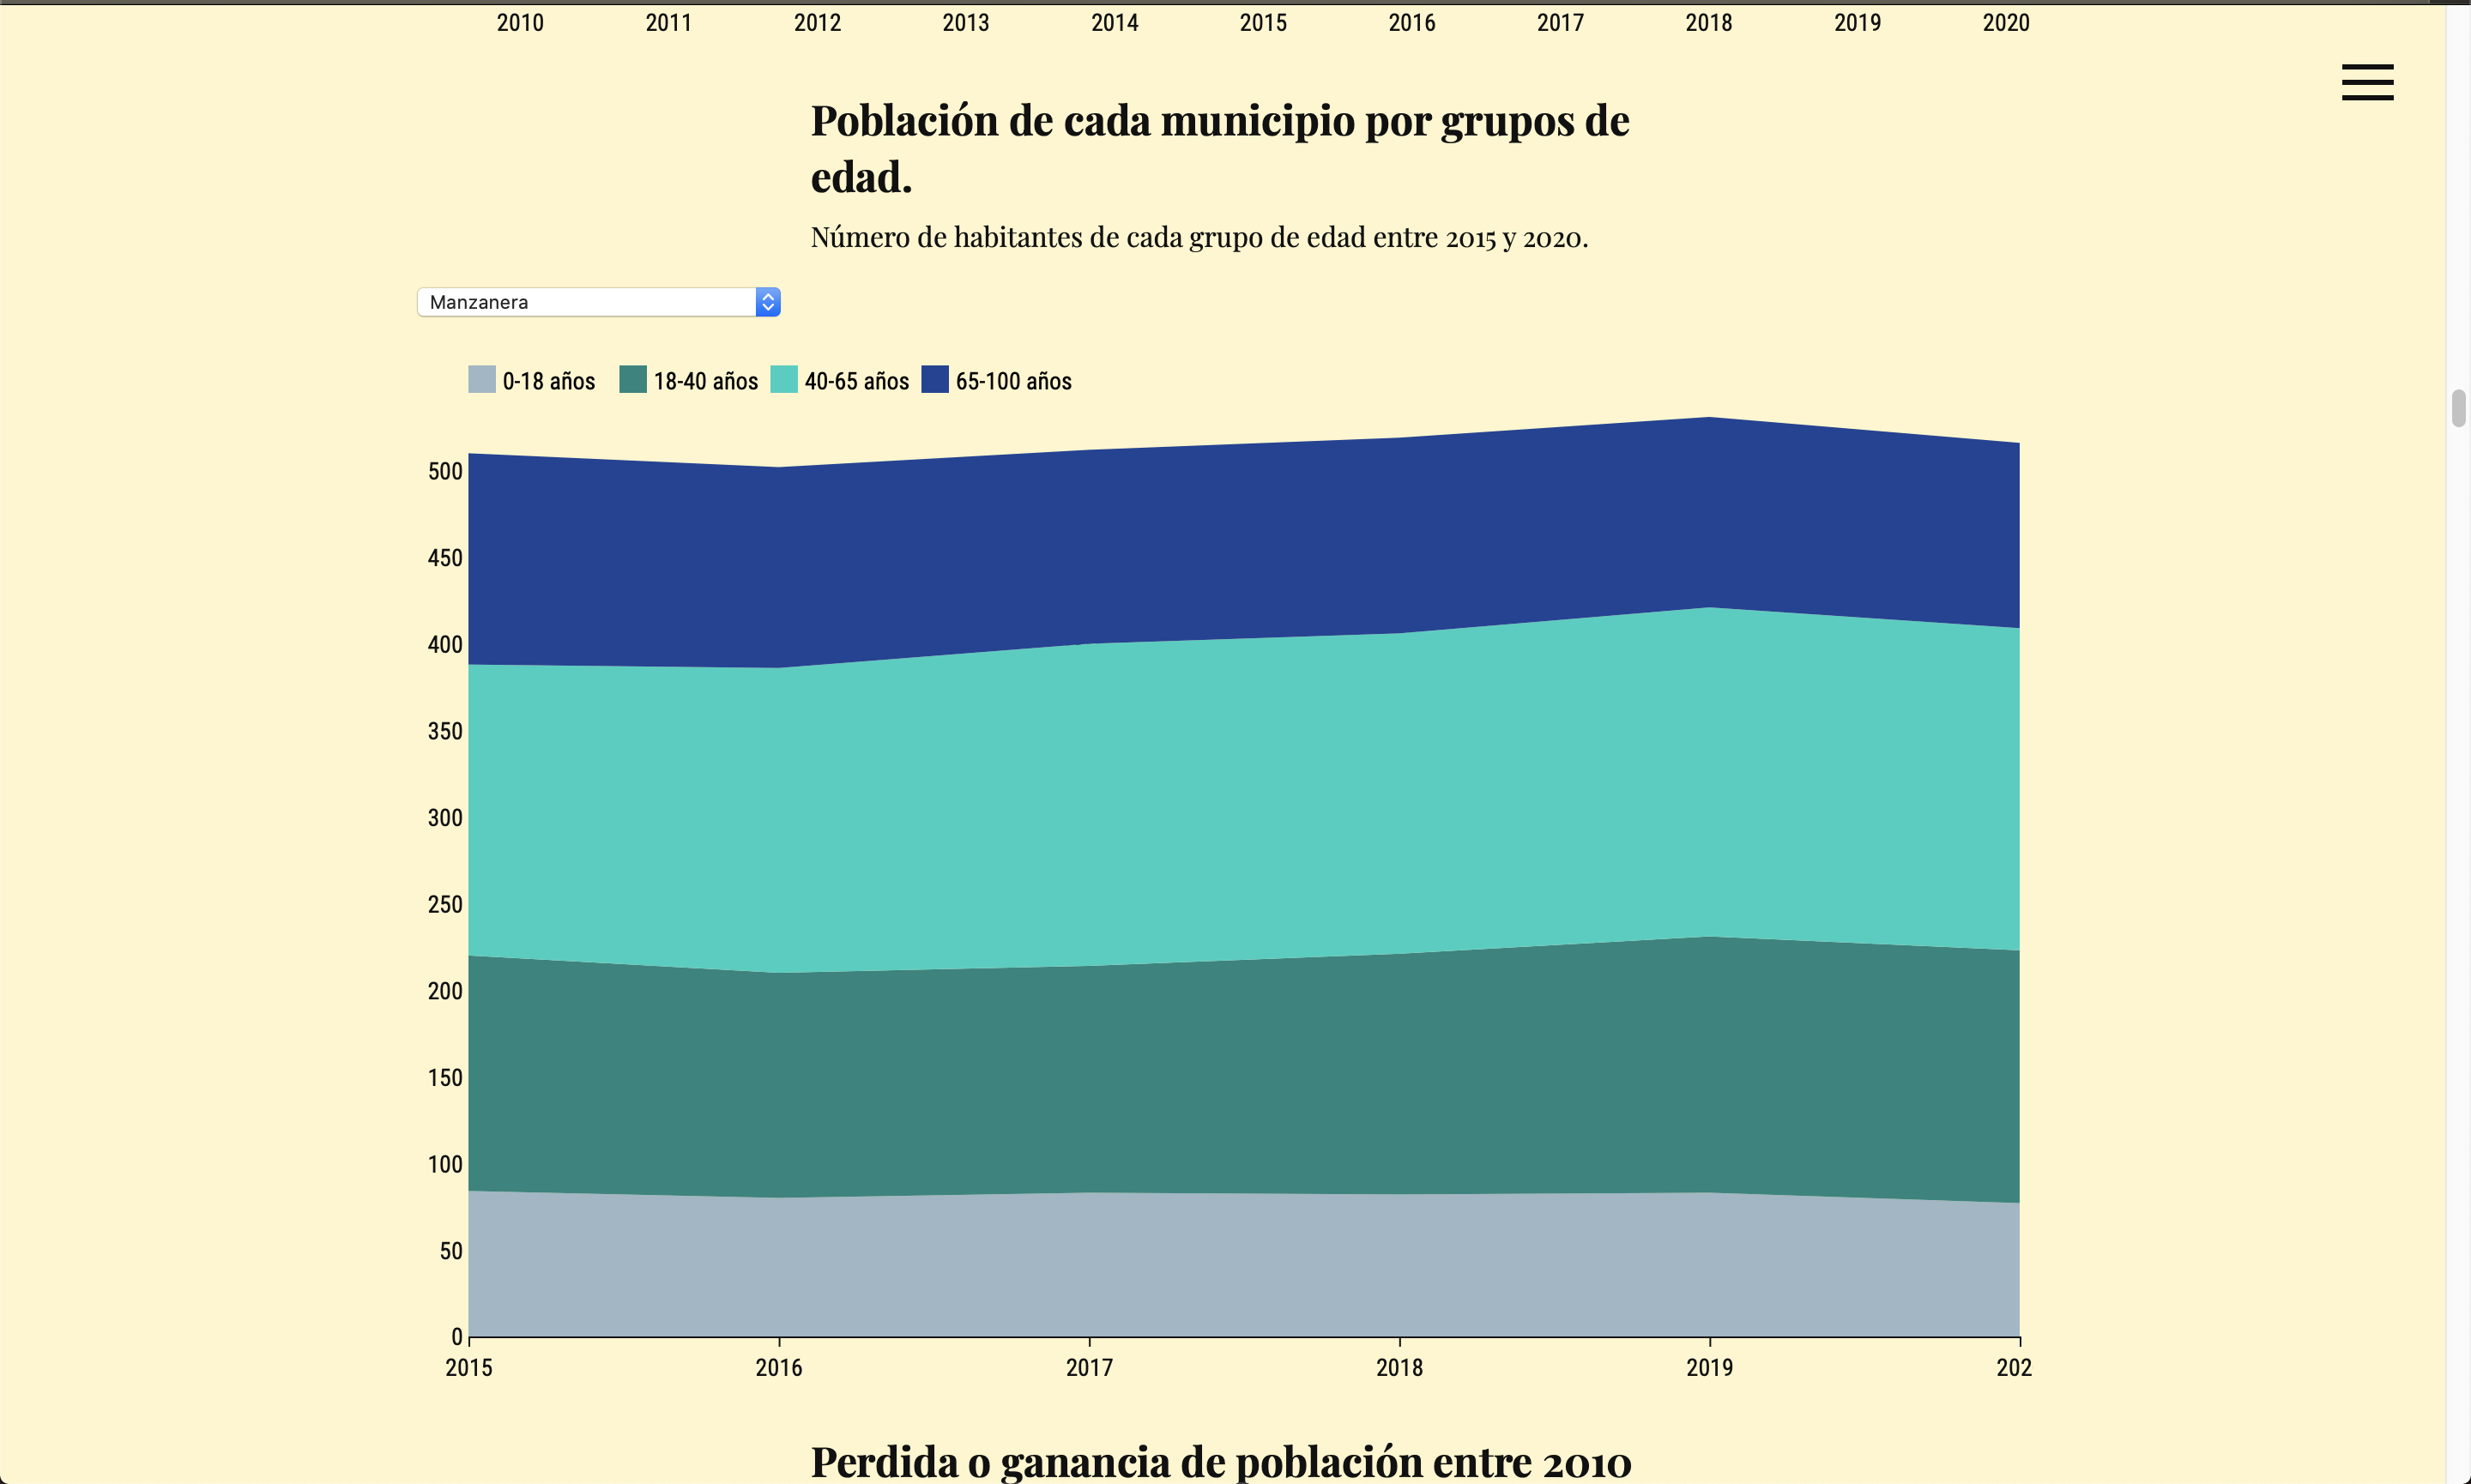 2010 2011 2012 2013 2014 2015 2016 2017 2018 2019 2020
Población de cada municipio por grupos de
edad.
Número de habitantes de cada grupo de edad entre 2015 y 2020.
Manzanera
0-18 años 18-40 años 40-65 años 65-100 años
500
450
400
350
300
250
200
150
100
50
0
2015 2016 2017 2018 2019 202
Perdida o ganancia de población entre 2010